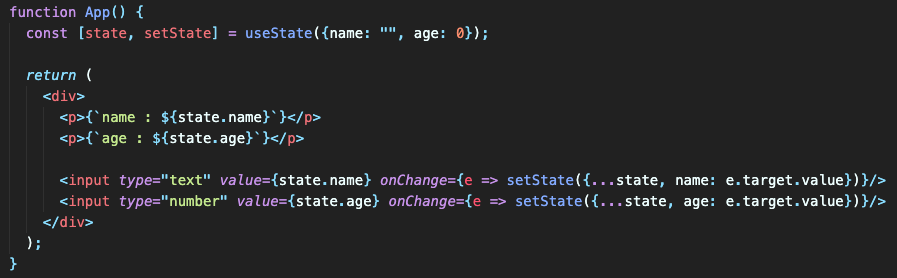 function App() {
  const [state, setState] = useState({name: "", age: 0});

  return (
    <div>
      <p>{`name : ${state.name}`}</p>
      <p>{`age : ${state.age}`}</p>

      <input type="text" value={state.name} onChange={e => setState({...state, name: e.target.value})}/>
      <input type="number" value={state.age} onChange={e => setState({...state, age: e.target.value})}/>
    </div>
  );
}